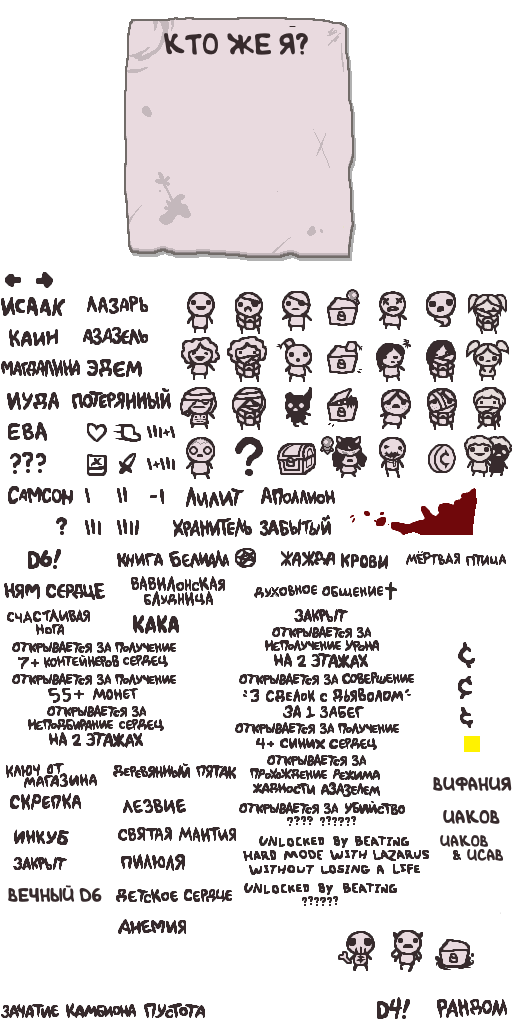 КТО ЖЕ Я?
ИСААК ЛАЗАРЬ
КАИН АЗАЗЕЛЬ
МАГДАЛИНА ЭДЕМ
ИУДА ПОТЕРЯННЫЙ
ЕВА III+I
??? I+III
?
САМСОН I II -I ЛИЛИТ АПОЛЛИОН
? III IIII ХРАНИТЕЛЬ ЗАБЫТЫЙ
D6! КНИГА БЕЛИАЛА ЖАЖДА КРОВИ МЁРТВАЯ ПТИЦА
НЯМ СЕРДЦЕ
ВАВИЛОНСКАЯ
БЛУДНИЦА
ДУХОВНОЕ ОБЩЕНИЕ
СЧАСТЛИВАЯ
НОГА
КАКА
ЗАКРЫТ
ОТКРЫВАЕТСЯ ЗА
НЕПОЛУЧЕНИЕ УРОНА
НА 2 ЭТАЖАХ
ОТКРЫВАЕТСЯ ЗА ПОЛУЧЕНИЕ
7+ КОНТЕЙНЕРОВ СЕРДЕЦ
ОТКРЫВАЕТСЯ ЗА ПОЛУЧЕНИЕ
55+ МОНЕТ
ОТКРЫВАЕТСЯ ЗА
НЕПОДБИРАНИЕ СЕРДЕЦ
НА 2 ЭТАЖАХ
ОТКРЫВАЕТСЯ ЗА СОВЕРШЕНИЕ
"3 СДЕЛОК С ДЬЯВОЛОМ"
ЗА 1 ЗАБЕГ
ОТКРЫВАЕТСЯ ЗА ПОЛУЧЕНИЕ
4+ СИНИХ СЕРДЕЦ
ОТКРЫВАЕТСЯ ЗА
ПРОХОЖДЕНИЕ РЕЖИМА
ЖАДНОСТИ АЗАЗЕЛЕМ
¢
¢
¢
КЛЮЧ ОТ
МАГАЗИНА
ДЕРЕВЯННЫЙ ПЯТАК
ВИФАНИЯ
СКРЕПКА ЛЕЗВИЕ
ОТКРЫВАЕТСЯ ЗА УБИЙСТВО
???? ??????
ИАКОВ
ИНКУБ СВЯТАЯ МАНТИЯ
UNLOCKED BY BEATING
HARD MODE WITH LAZARUS
WITHOUT LOSING A LIFE
ИАКОВ
& ИСАВ
ЗАКРЫТ ПИЛЮЛЯ
ВЕЧНЫЙ D6 ДЕТСКОЕ СЕРДЦЕ
UNLOCKED BY BEATING
??????
АНЕМИЯ
ЗАЧАТИЕ КАМБИОНА ПУСТОТА D4! РАНДОМ